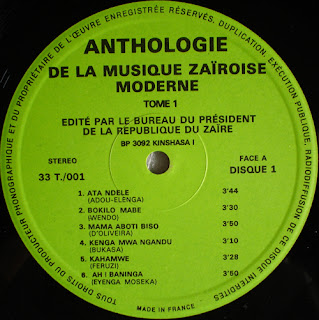 TOUS DROITS DU PRODUCTEUR PHONOGRAPHIQUE ET DU PROPRIÉTAIRE DE L'ŒUVRE ENREGISTRÉE RÉSERVÉS, DUPLICATION, EXÉCUTION PUBLIQUE, RADIODIFFUSION DE CE DISQUE INTERDITES
ANTHOLOGIE
DE LA MUSIQUE ZAÏROISE
MODERNE
TOME 1
EDITÉ PAR LE BUREAU DU PRÉSIDENT
DE LA REPUBLIQUE DU ZAÏRE
BP 3092 KINSHASA I
STEREO
FACE A
33 T./001
DISQUE 1
1. ATA NDELE 3'44
(ADOU-ELENGA)
2. BOKILO MABE 3'30
(WENDO)
3. MAMA ABOTI BISO 3'50
(D'OLIVEIRA)
4. KENGA MWA NGANDU 3'10
(BUKASA)
5. KAHAMWE 3'28
(FERUZI)
6. AH ! BANINGA 3'50
(EYENGA MOSEKA)
MADE IN FRANCE